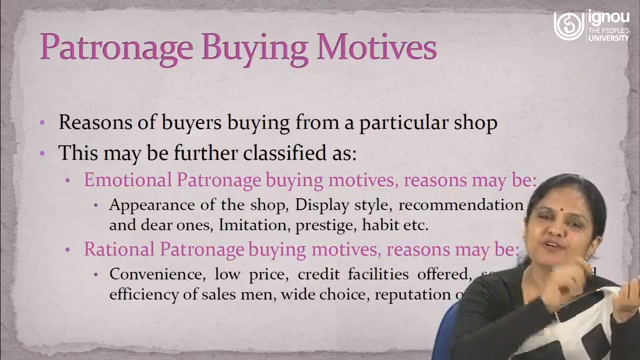 ignou
THE PEOPLE'S
UNIVERSITY
Patronage Buying Motives
• Reasons of buyers buying from a particular shop
• This may be further classified as:
• Emotional Patronage buying motives, reasons may be:
• Appearance of the shop, Display style, recommendation
and dear ones, Imitation, prestige, habit etc.
• Rational Patronage buying motives, reasons may be:
• Convenience, low price, credit facilities offered,
efficiency of sales men, wide choice, reputation